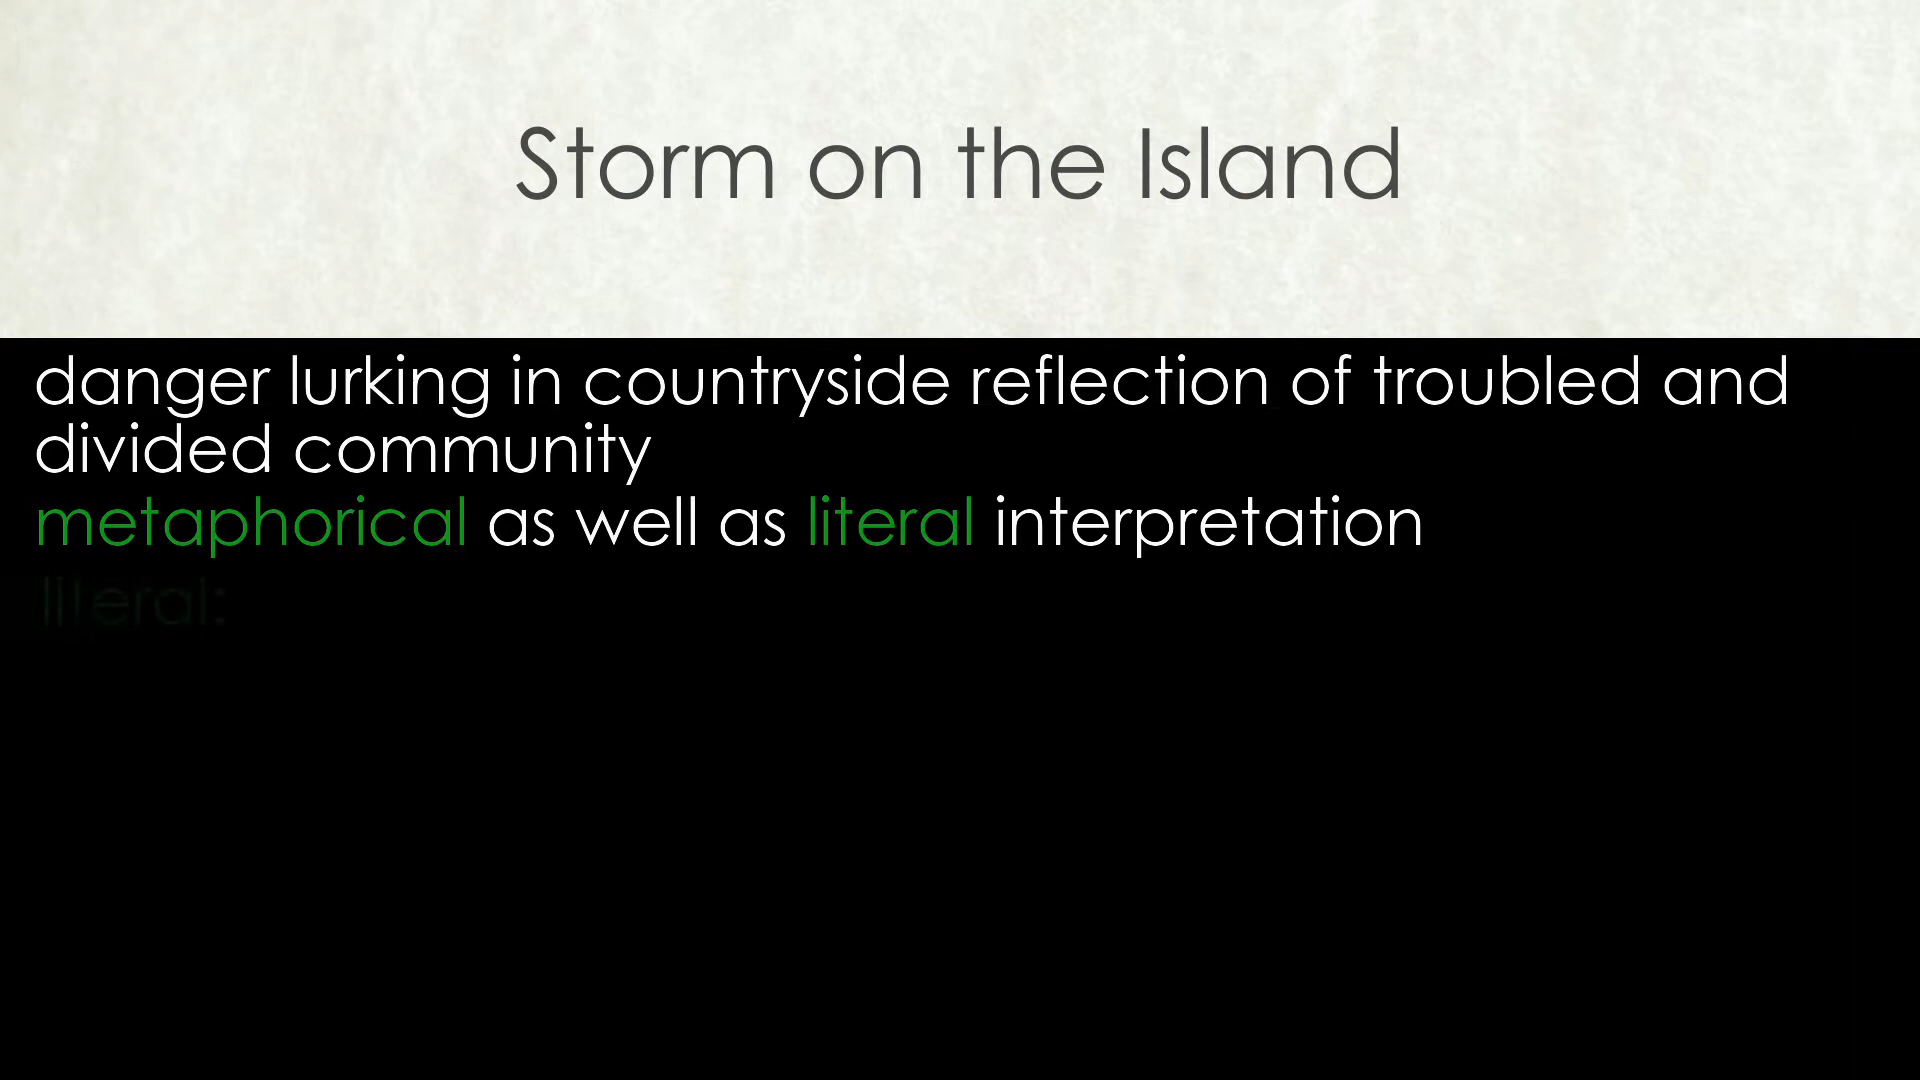 Storm on the Island
danger lurking in countryside reflection of troubled and
divided community
metaphorical as well as literal interpretation
literal: